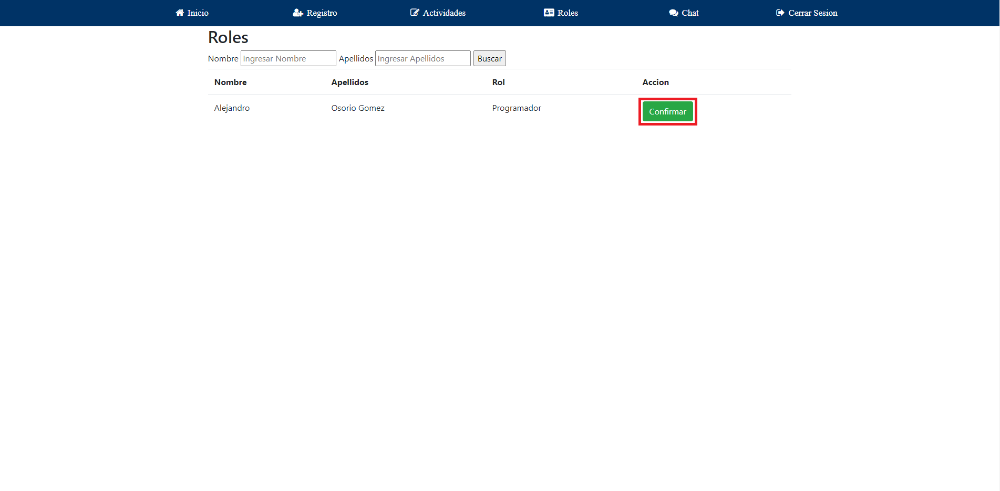 Inicio Registro Actividades Roles Chat Cerrar Sesion
Roles
Nombre Ingresar Nombre Apellidos Ingresar Apellidos Buscar
Nombre Apellidos Rol Accion
Alejandro Osorio Gomez Programador Confirmar